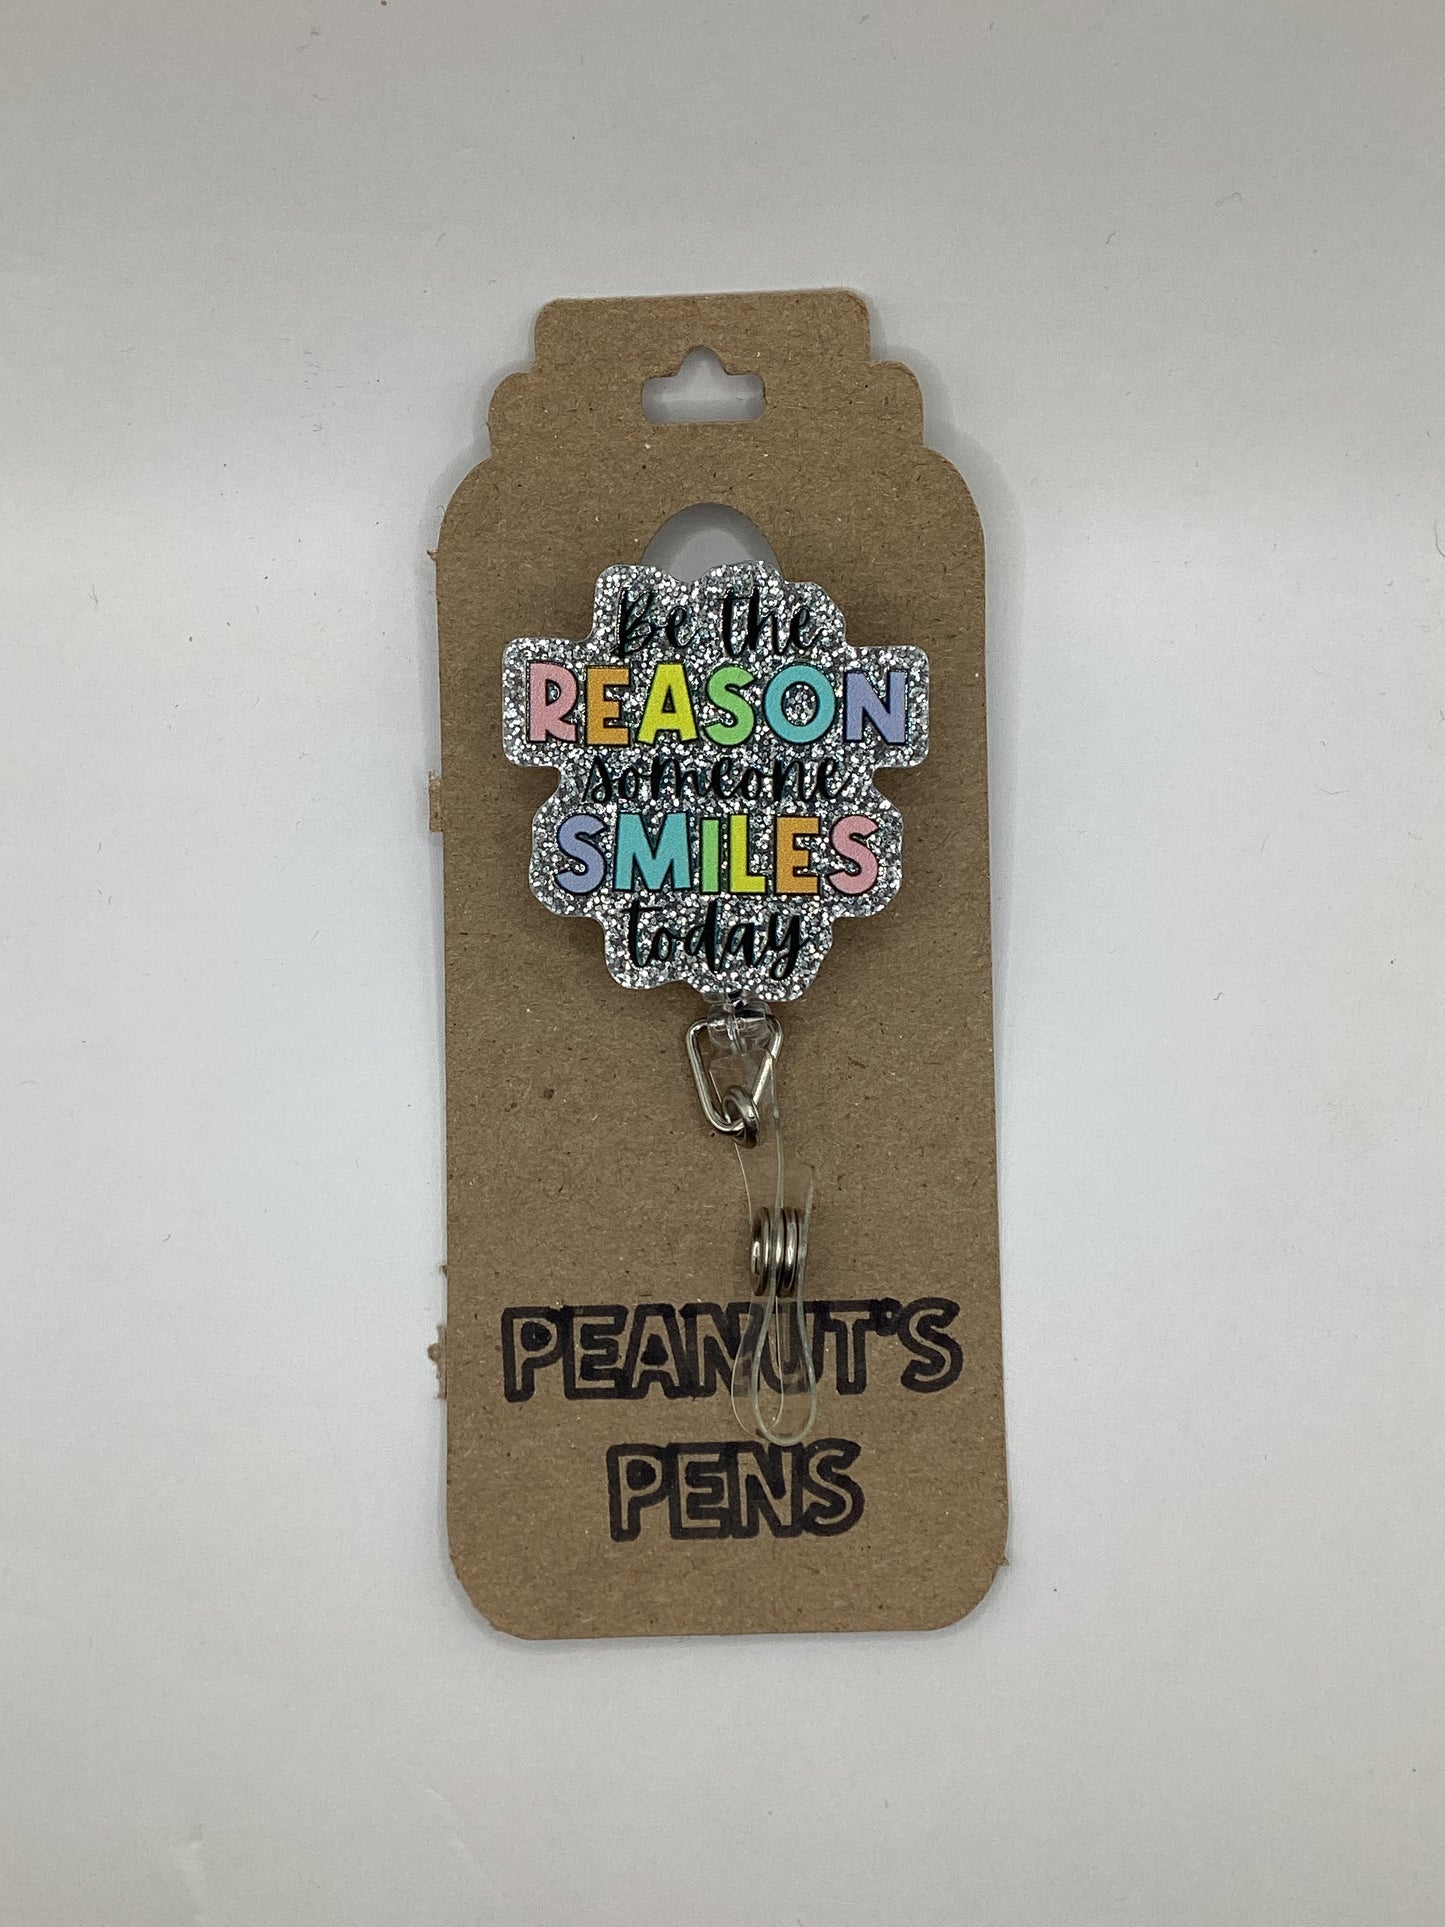 Be the
REASON
someone
SMILES
today
PEANUT'S
PENS